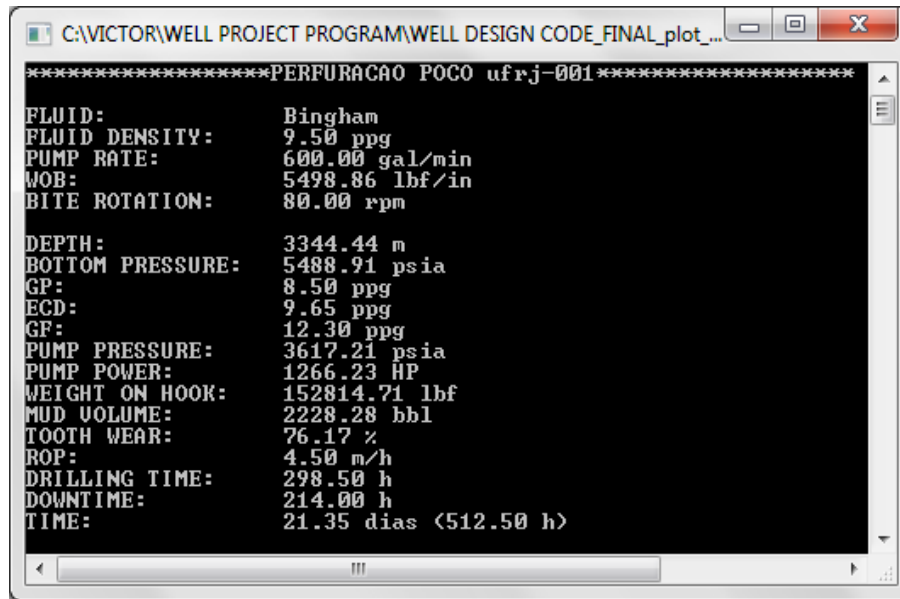 C:\VICTOR\WELL PROJECT PROGRAM\WELL DESIGN CODE_FINAL_plot_...
******************PERFURACAO POCO ufrj-001*******************
FLUID: Bingham
FLUID DENSITY: 9.50 ppg
PUMP RATE: 600.00 gal/min
WOB: 5498.86 lbf/in
BITE ROTATION: 80.00 rpm
DEPTH: 3344.44 m
BOTTOM PRESSURE: 5488.91 psia
GP: 8.50 ppg
ECD: 9.65 ppg
GF: 12.30 ppg
PUMP PRESSURE: 3617.21 psia
PUMP POWER: 1266.23 HP
WEIGHT ON HOOK: 152814.71 lbf
MUD VOLUME: 2228.28 bbl
TOOTH WEAR: 76.17 %
ROP: 4.50 m/h
DRILLING TIME: 298.50 h
DOWNTIME: 214.00 h
TIME: 21.35 dias (512.50 h)